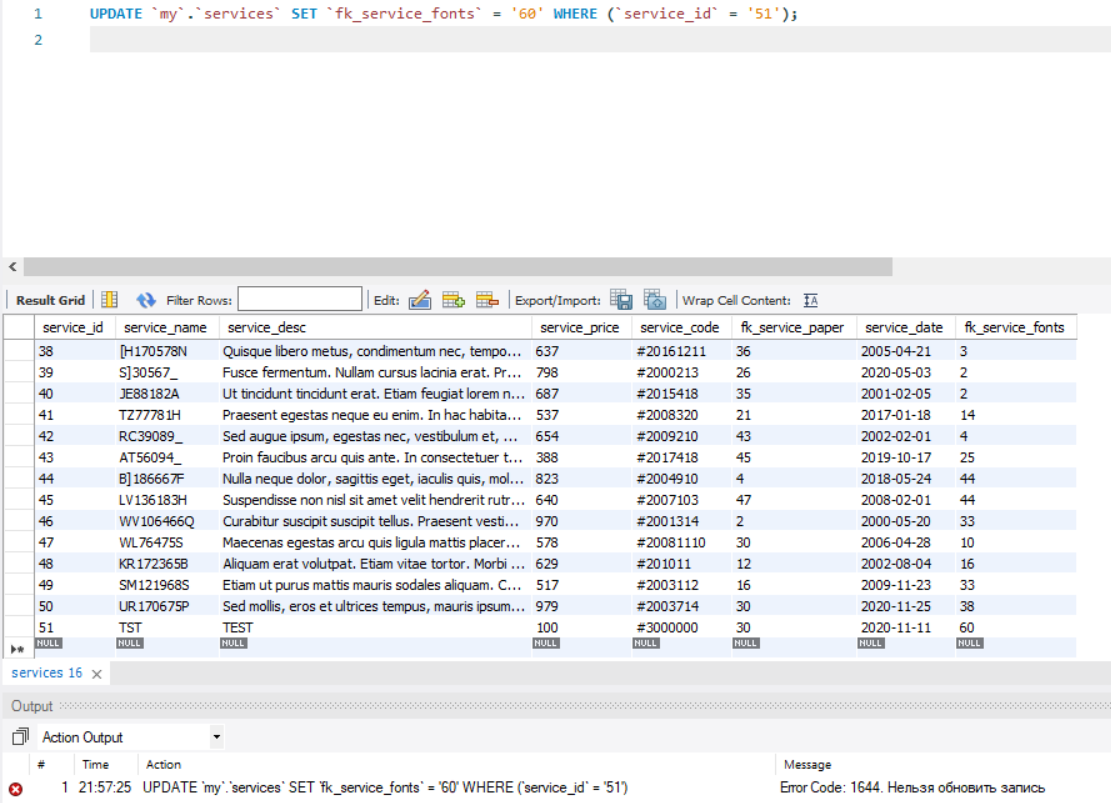 1 UPDATE `my`.`services` SET `fk_service_fonts` = '60' WHERE (`service_id` = '51');
2
Result Grid Filter Rows: Edit: Export/Import: Wrap Cell Content:
service_id service_name service_desc service_price service_code fk_service_paper service_date fk_service_fonts
38 [H170578N Quisque libero metus, condimentum nec, tempo... 637 #20161211 36 2005-04-21 3
39 S]30567_ Fusce fermentum. Nullam cursus lacinia erat. Pr... 798 #2000213 26 2020-05-03 2
40 JE88182A Ut tincidunt tincidunt erat. Etiam feugiat lorem n... 687 #2015418 35 2001-02-05 2
41 TZ77781H Praesent egestas neque eu enim. In hac habita... 537 #2008320 21 2017-01-18 14
42 RC39089_ Sed augue ipsum, egestas nec, vestibulum et, ... 654 #2009210 43 2002-02-01 4
43 AT56094_ Proin faucibus arcu quis ante. In consectetuer t... 388 #2017418 45 2019-10-17 25
44 B]186667F Nulla neque dolor, sagittis eget, iaculis quis, mol... 823 #2004910 4 2018-05-24 44
45 LV136183H Suspendisse non nisl sit amet velit hendrerit rutr... 640 #2007103 47 2008-02-01 44
46 WV106466Q Curabitur suscipit suscipit tellus. Praesent vesti... 970 #2001314 2 2000-05-20 33
47 WL76475S Maecenas egestas arcu quis ligula mattis placer... 578 #20081110 30 2006-04-28 10
48 KR172365B Aliquam erat volutpat. Etiam vitae tortor. Morbi ... 629 #201011 12 2002-08-04 16
49 SM121968S Etiam ut purus mattis mauris sodales aliquam. C... 517 #2003112 16 2009-11-23 33
50 UR170675P Sed mollis, eros et ultrices tempus, mauris ipsum... 979 #2003714 30 2020-11-25 38
51 TST TEST 100 #3000000 30 2020-11-11 60
NULL NULL NULL NULL NULL NULL NULL NULL
services 16
Output
Action Output
# Time Action Message
1 21:57:25 UPDATE `my`.`services` SET `fk_service_fonts` = '60' WHERE (`service_id` = '51') Error Code: 1644. Нельзя обновить запись